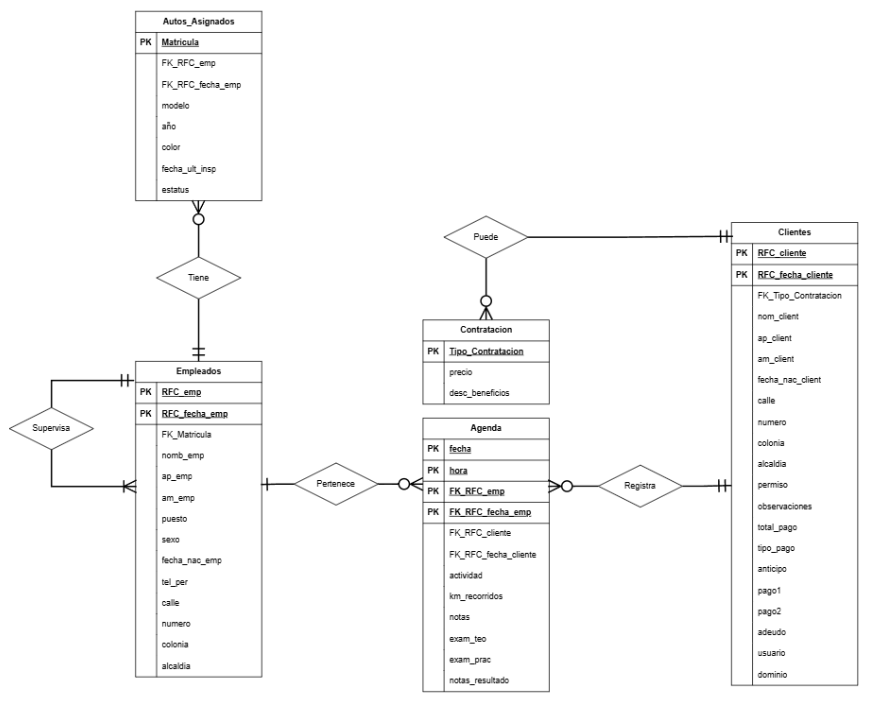 Autos_Asignados
PK Matricula
FK_RFC_emp
FK_RFC_fecha_emp
modelo
año
color
fecha_ult_insp
estatus
Tiene
Empleados
PK RFC_emp
PK RFC_fecha_emp
FK_Matricula
nomb_emp
ap_emp
am_emp
puesto
sexo
fecha_nac_emp
tel_per
calle
numero
colonia
alcaldia
Supervisa
Pertenece
Puede
Contratacion
PK Tipo_Contratacion
precio
desc_beneficios
Agenda
PK fecha
PK hora
PK FK_RFC_emp
PK FK_RFC_fecha_emp
FK_RFC_cliente
FK_RFC_fecha_cliente
actividad
km_recorridos
notas
exam_teo
exam_prac
notas_resultado
Registra
Clientes
PK RFC_cliente
PK RFC_fecha_cliente
FK_Tipo_Contratacion
nom_client
ap_client
am_client
fecha_nac_client
calle
numero
colonia
alcaldia
permiso
observaciones
total_pago
tipo_pago
anticipo
pago1
pago2
adeudo
usuario
dominio